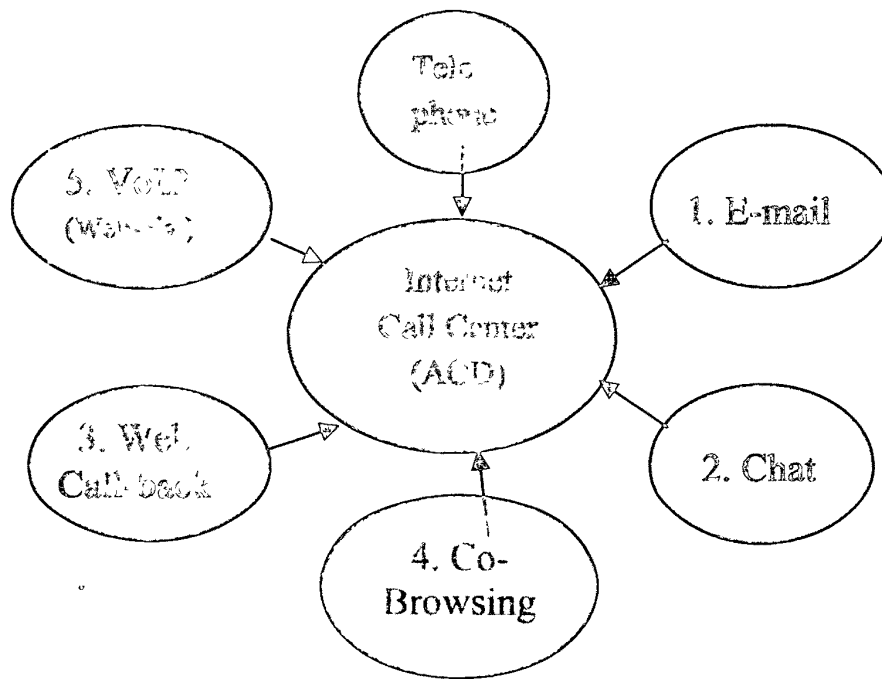 Tele
phone
5. VoIP
1. E-mail
Internet
Call Center
(ACD)
3. Web
Call-back
2. Chat
4. Co-
Browsing